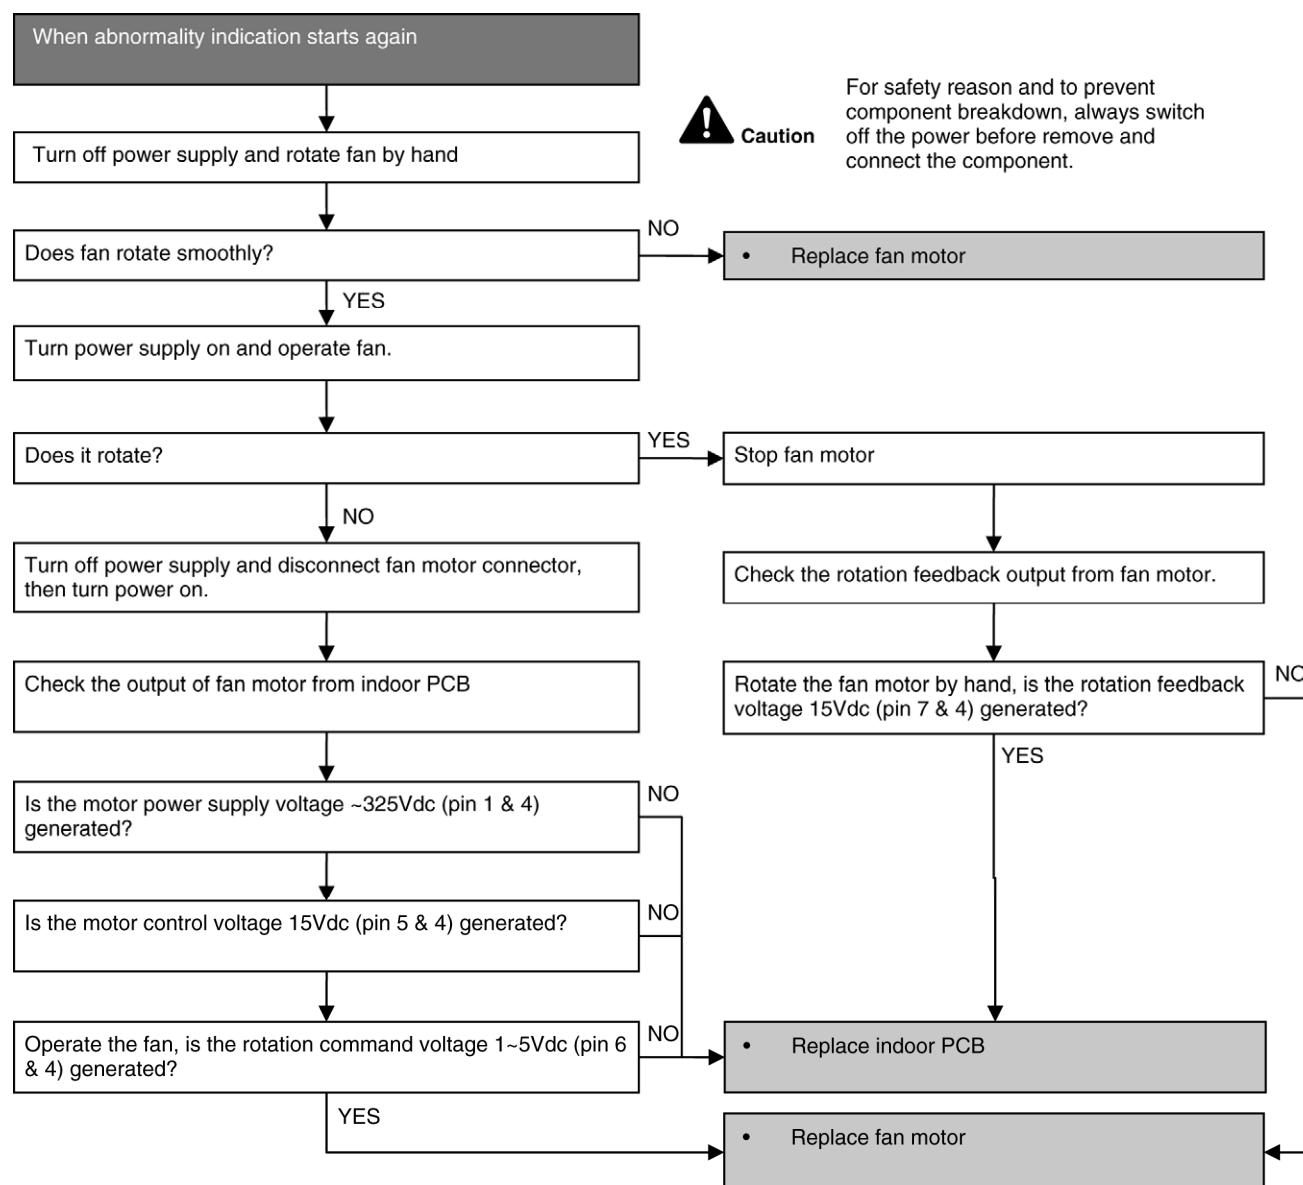 When abnormality indication starts again
For safety reason and to prevent
component breakdown, always switch
off the power before remove and
connect the component.
Caution
Turn off power supply and rotate fan by hand
Does fan rotate smoothly?
NO
• Replace fan motor
YES
Turn power supply on and operate fan.
Does it rotate?
YES
Stop fan motor
NO
Turn off power supply and disconnect fan motor connector,
then turn power on.
Check the rotation feedback output from fan motor.
Check the output of fan motor from indoor PCB
Rotate the fan motor by hand, is the rotation feedback
voltage 15Vdc (pin 7 & 4) generated?
NO
YES
Is the motor power supply voltage ~325Vdc (pin 1 & 4)
generated?
NO
Is the motor control voltage 15Vdc (pin 5 & 4) generated?
NO
Operate the fan, is the rotation command voltage 1~5Vdc (pin 6
& 4) generated?
NO
• Replace indoor PCB
YES
• Replace fan motor